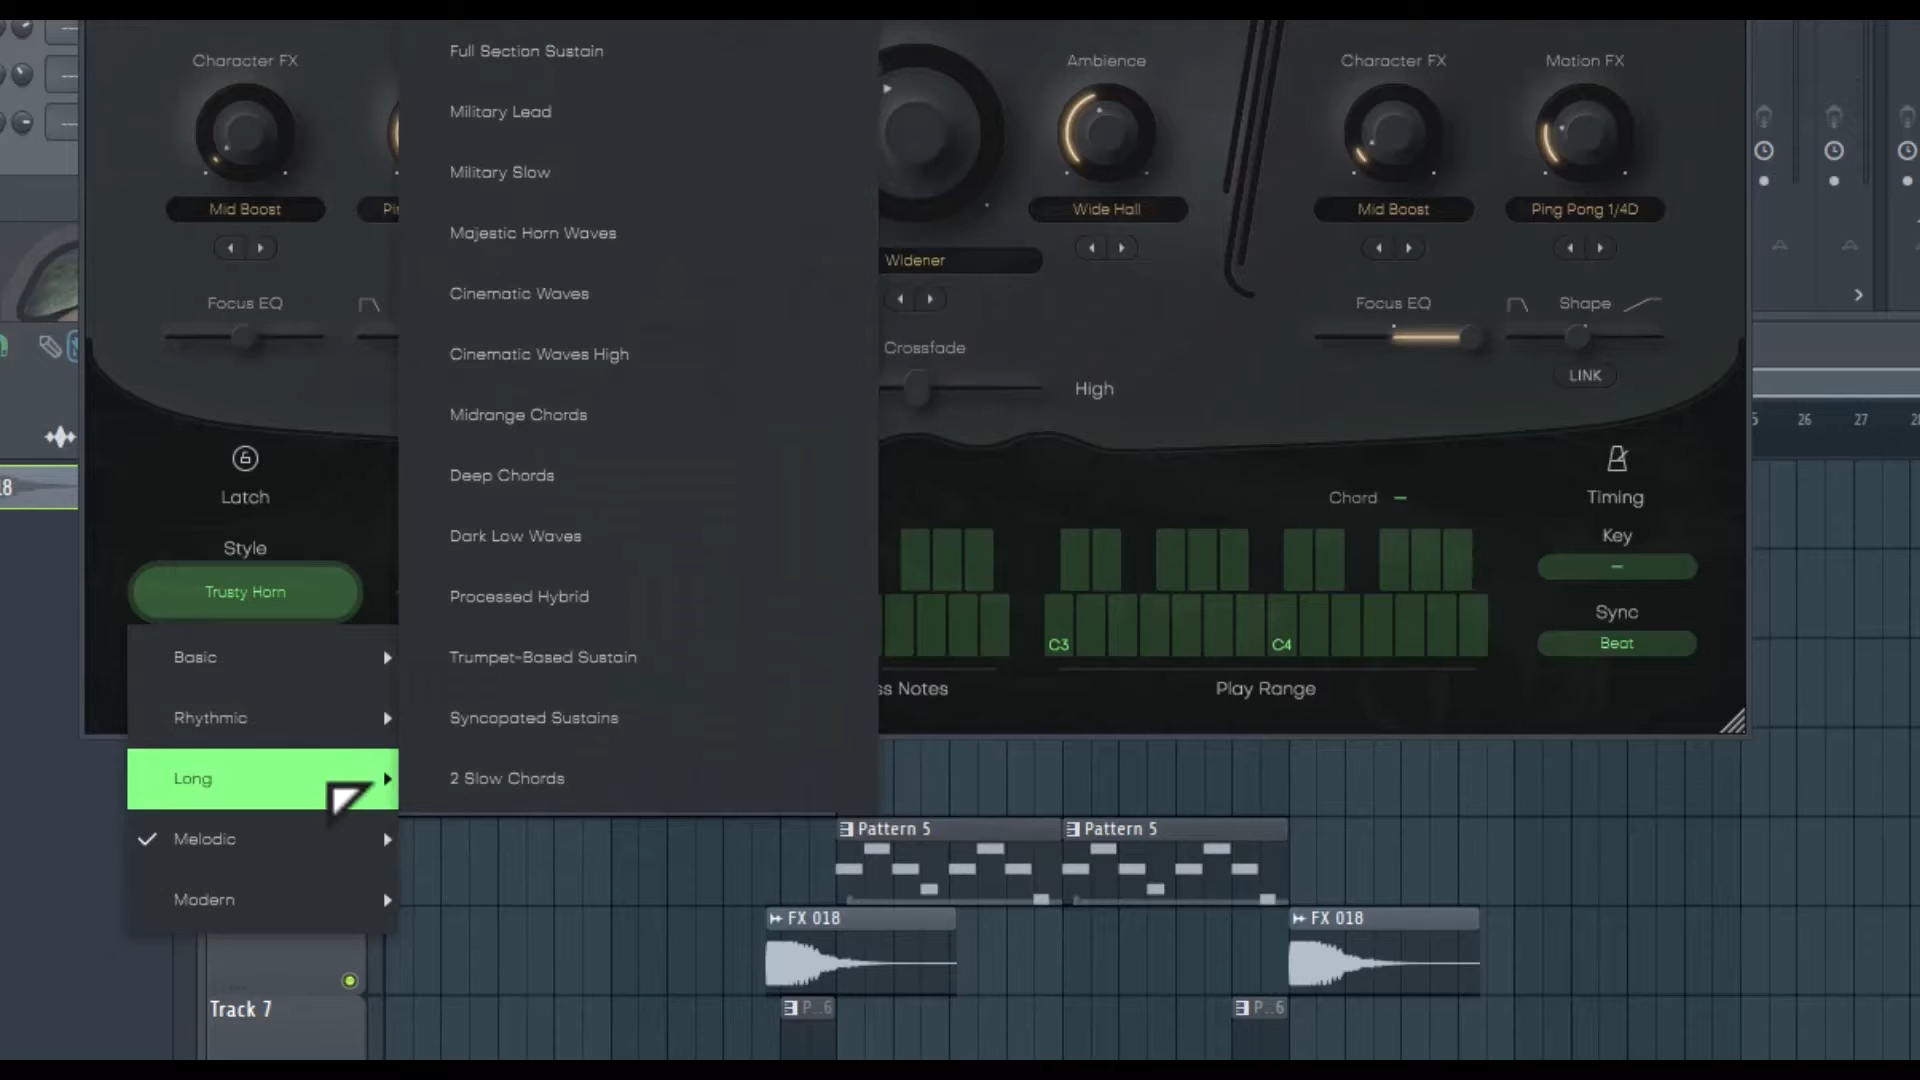 Character FX
Mid Boost
Focus EQ
Latch
Style
Trusty Horn
Basic
Rhythmic
Long
Melodic
Modern
Full Section Sustain
Military Lead
Military Slow
Majestic Horn Waves
Cinematic Waves
Cinematic Waves High
Midrange Chords
Deep Chords
Dark Low Waves
Processed Hybrid
Trumpet-Based Sustain
Syncopated Sustains
2 Slow Chords
Widener
Crossfade
High
Ambience
Wide Hall
Character FX
Mid Boost
Focus EQ
Motion FX
Ping Pong 1/4D
Shape
LINK
Chord –
Timing
Key
–
Sync
Beat
C3
C4
Notes
Play Range
26
27
18
Pattern 5
Pattern 5
FX 018
FX 018
P...6
P...6
Track 7